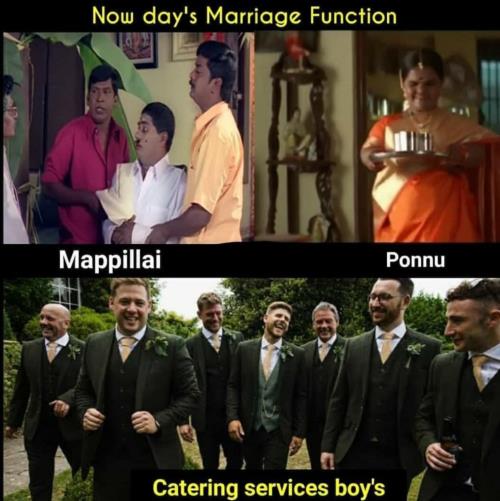 Now day's Marriage Function
Mappillai
Ponnu
Catering services boy's